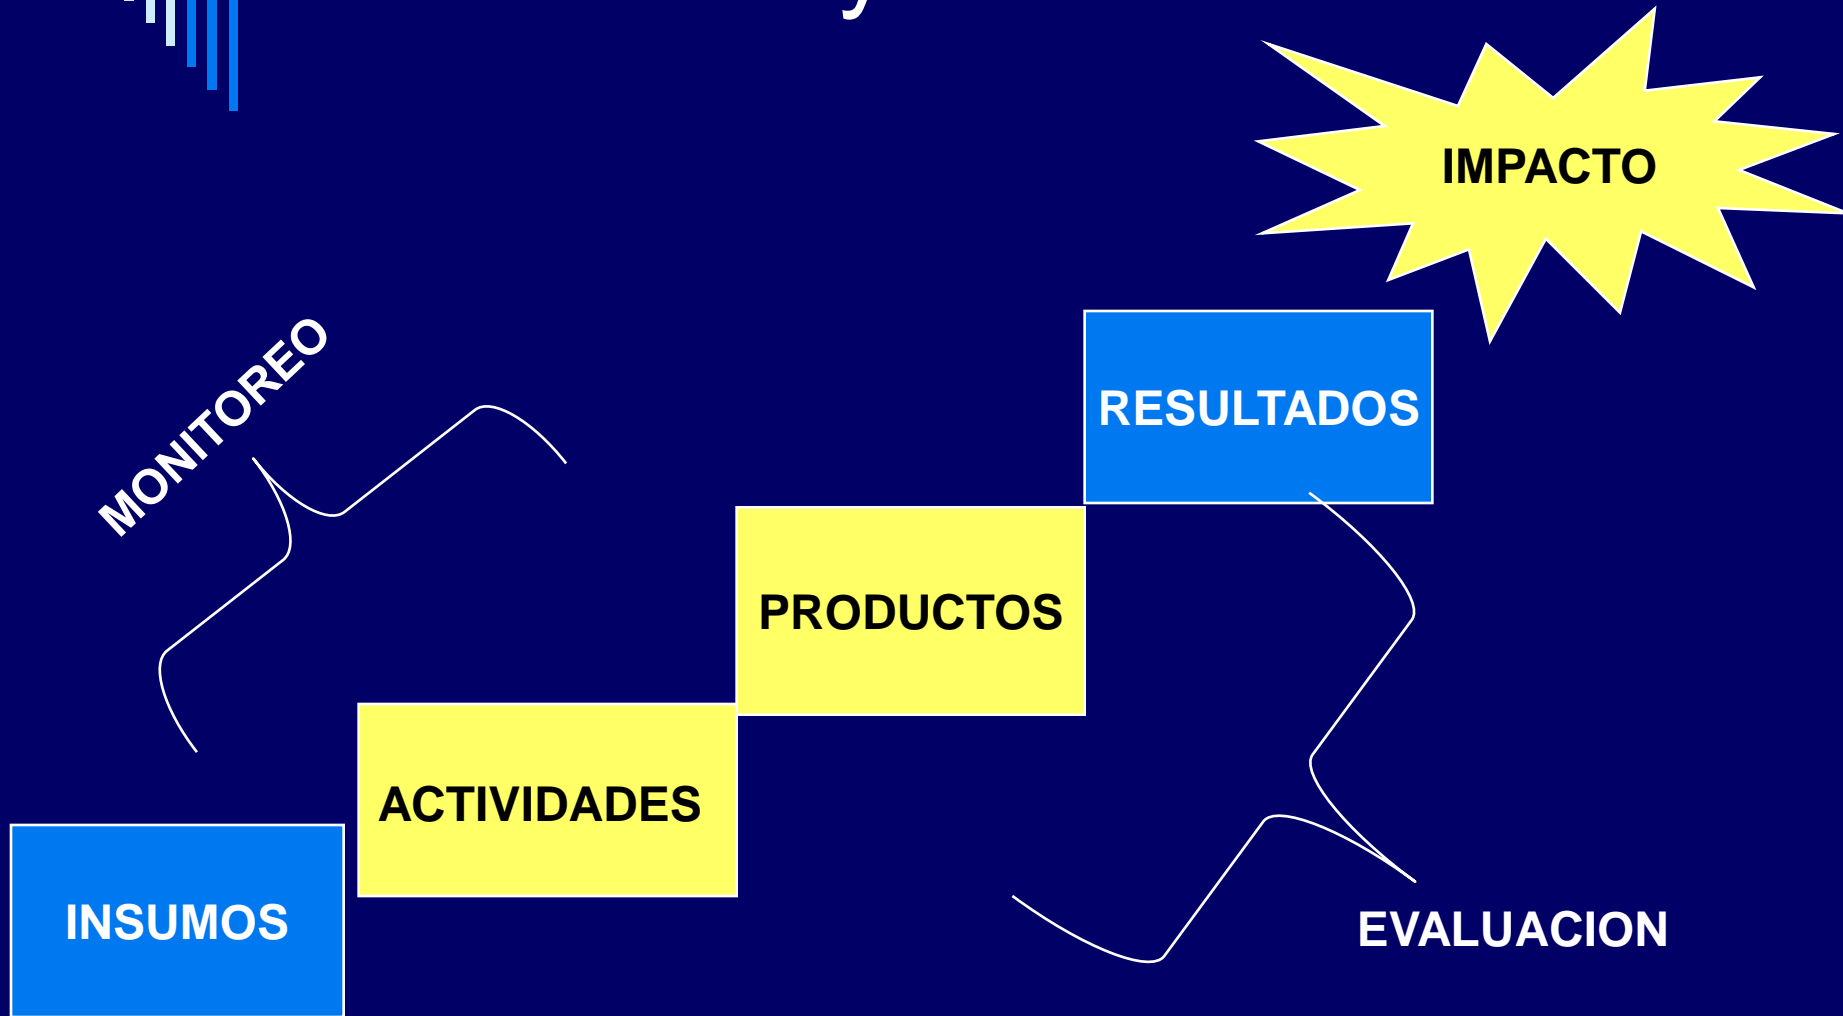 y
IMPACTO
MONITOREO
RESULTADOS
PRODUCTOS
ACTIVIDADES
INSUMOS
EVALUACION